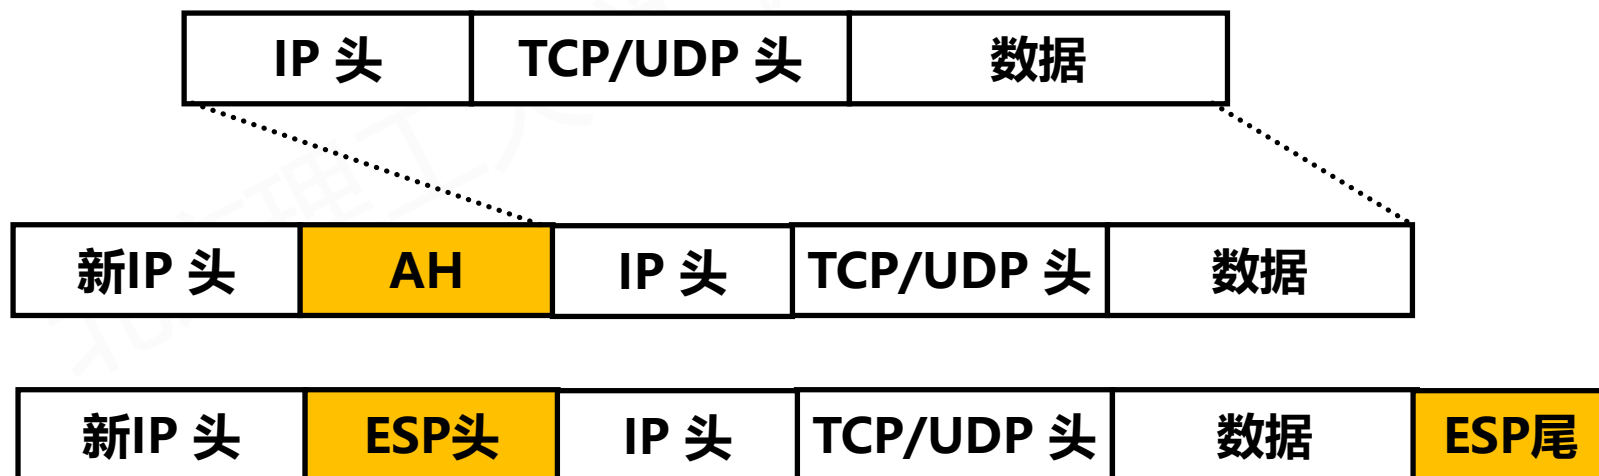 IP 头 TCP/UDP 头 数据
新IP 头 AH IP 头 TCP/UDP 头 数据
新IP 头 ESP头 IP 头 TCP/UDP 头 数据 ESP尾